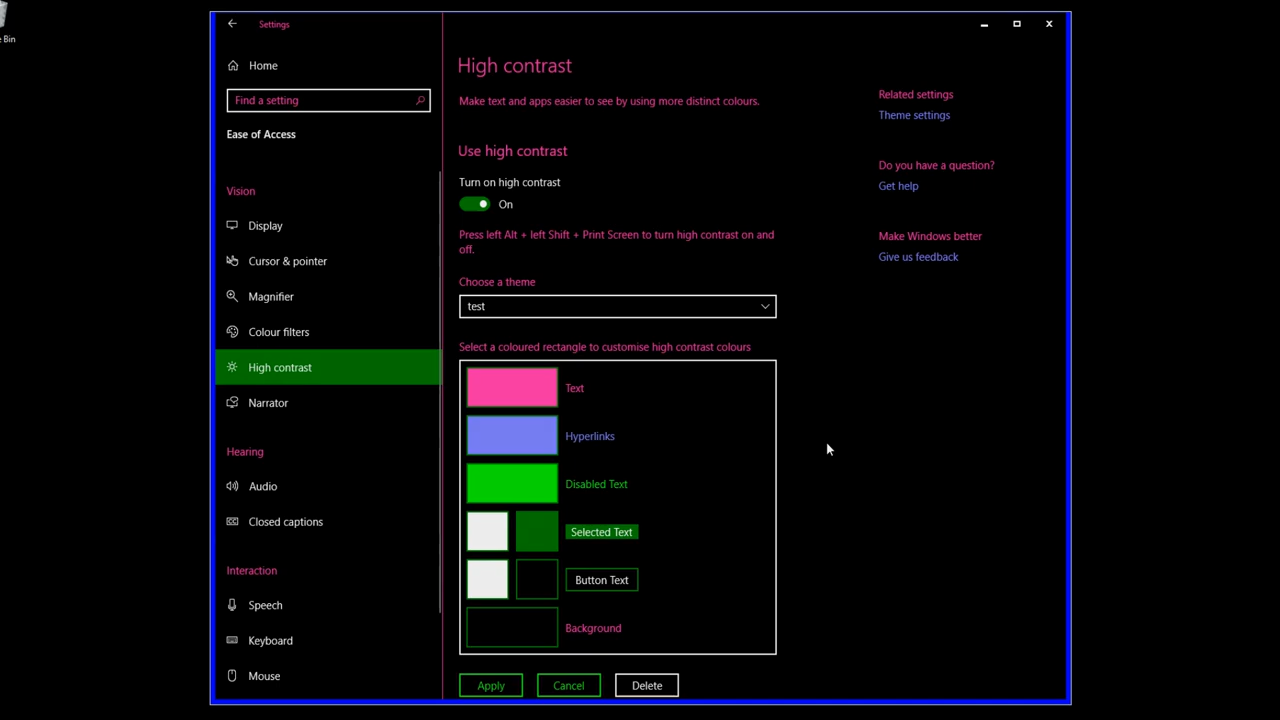 e Bin
Settings
Home
Find a setting
Ease of Access
Vision
Display
Cursor & pointer
Magnifier
Colour filters
High contrast
Narrator
Hearing
Audio
Closed captions
Interaction
Speech
Keyboard
Mouse
High contrast
Make text and apps easier to see by using more distinct colours.
Use high contrast
Turn on high contrast
On
Press left Alt + left Shift + Print Screen to turn high contrast on and
off.
Choose a theme
test
Select a coloured rectangle to customise high contrast colours
Text
Hyperlinks
Disabled Text
Selected Text
Button Text
Background
Apply
Cancel
Delete
Related settings
Theme settings
Do you have a question?
Get help
Make Windows better
Give us feedback